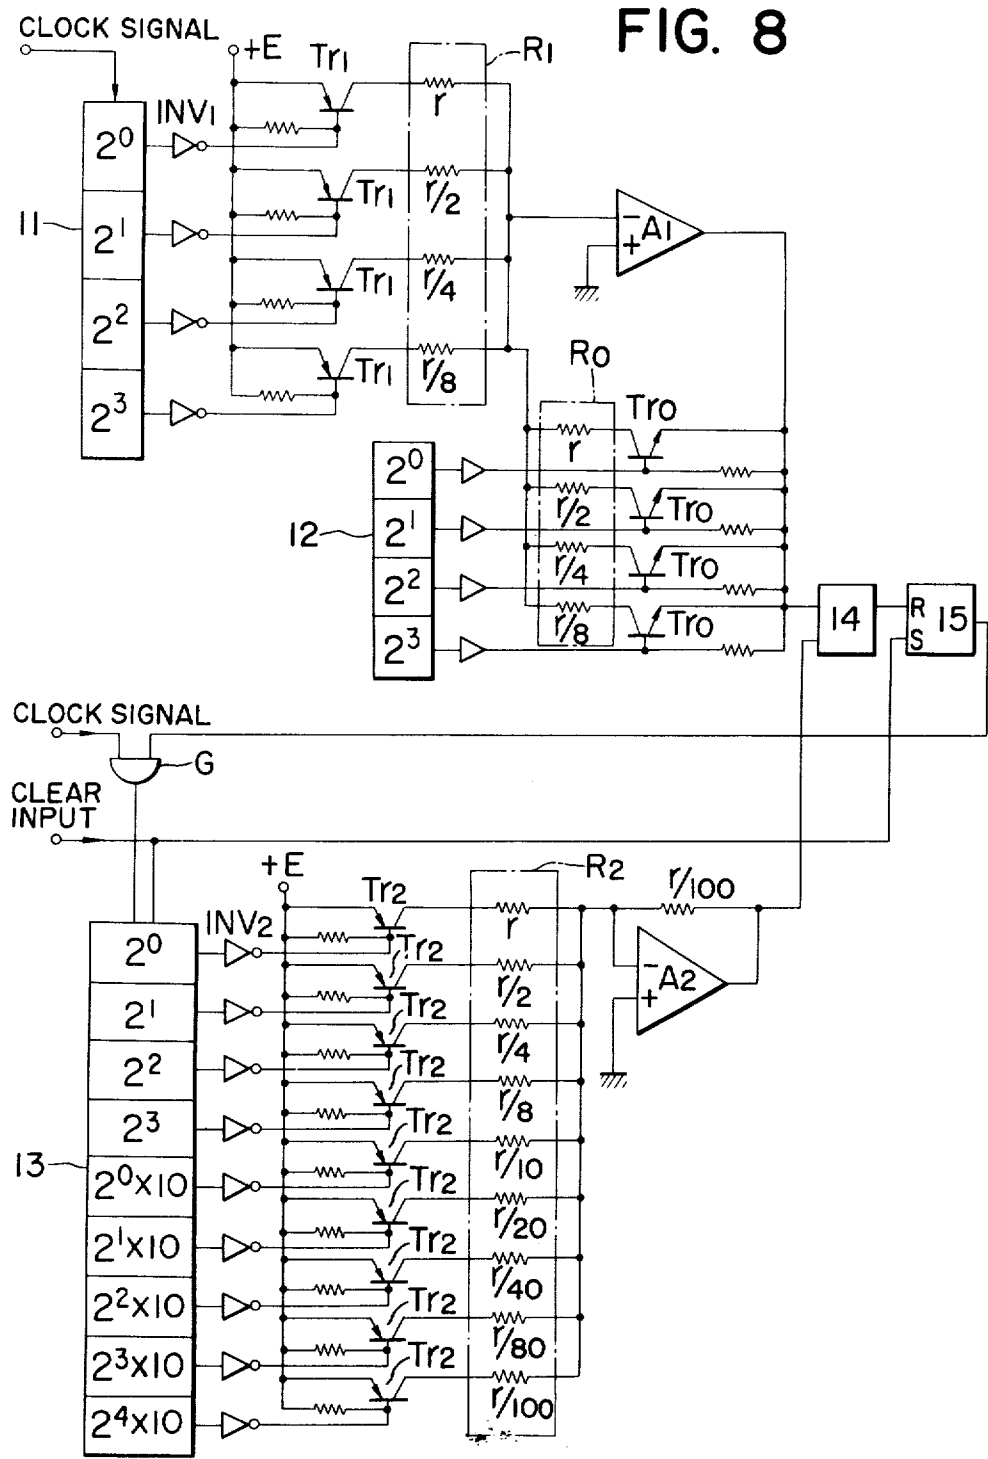 FIG. 8
CLOCK SIGNAL
+E
Tr1
R1
INV1
r
2^0
Tr1
r/2
11
2^1
A1
−
+
Tr1
r/4
2^2
Tr1
r/8
2^3
R0
Tr0
r
2^0
Tr0
r/2
12
2^1
Tr0
r/4
2^2
Tr0
r/8
2^3
14
R
S
15
CLOCK SIGNAL
G
CLEAR
INPUT
+E
Tr2
R2
r/100
INV2
r
2^0
Tr2
r/2
−
A2
+
2^1
Tr2
r/4
2^2
Tr2
r/8
2^3
Tr2
r/10
13
2^0X10
Tr2
r/20
2^1X10
Tr2
r/40
2^2X10
Tr2
r/80
2^3X10
Tr2
r/100
2^4X10